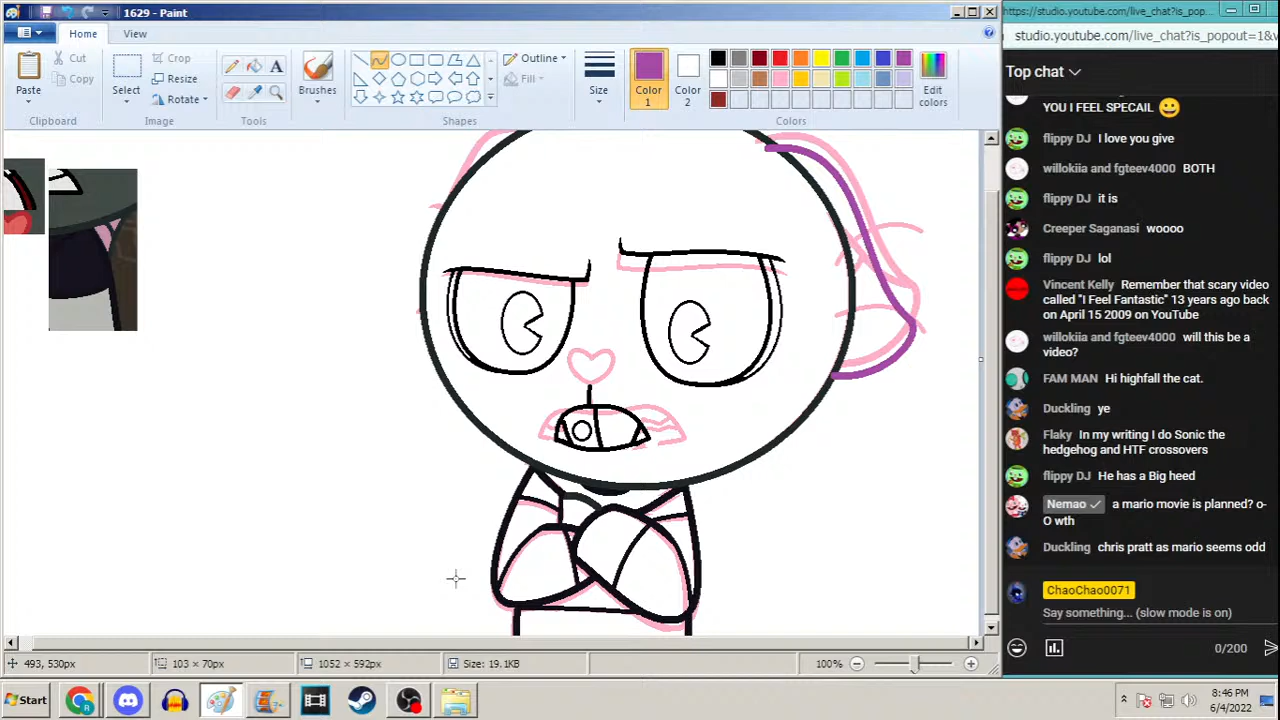 1629 - Paint
https://studio.youtube.com/live_chat?is_pop...
https://studio.youtube.com/live_chat?is_popout=1&v
Home
View
Paste
Cut
Copy
Clipboard
Select
Crop
Resize
Rotate
Image
Tools
Brushes
Shapes
Outline
Fill
Size
Color
1
Color
2
Edit
colors
Colors
Top chat
YOU I FEEL SPECAIL
flippy DJ I love you give
willokiia and fgteev4000 BOTH
flippy DJ it is
Creeper Saganasi woooo
flippy DJ lol
Vincent Kelly Remember that scary video
called "I Feel Fantastic" 13 years ago back
on April 15 2009 on YouTube
willokiia and fgteev4000 will this be a
video?
FAM MAN Hi highfall the cat.
Duckling ye
Flaky In my writing I do Sonic the
hedgehog and HTF crossovers
flippy DJ He has a Big heed
Nemao a mario movie is planned? o-
O wth
Duckling chris pratt as mario seems odd
ChaoChao0071
Say something... (slow mode is on)
0/200
493, 530px
103 × 70px
1052 × 592px
Size: 19.1KB
100%
Start
8:46 PM
6/4/2022